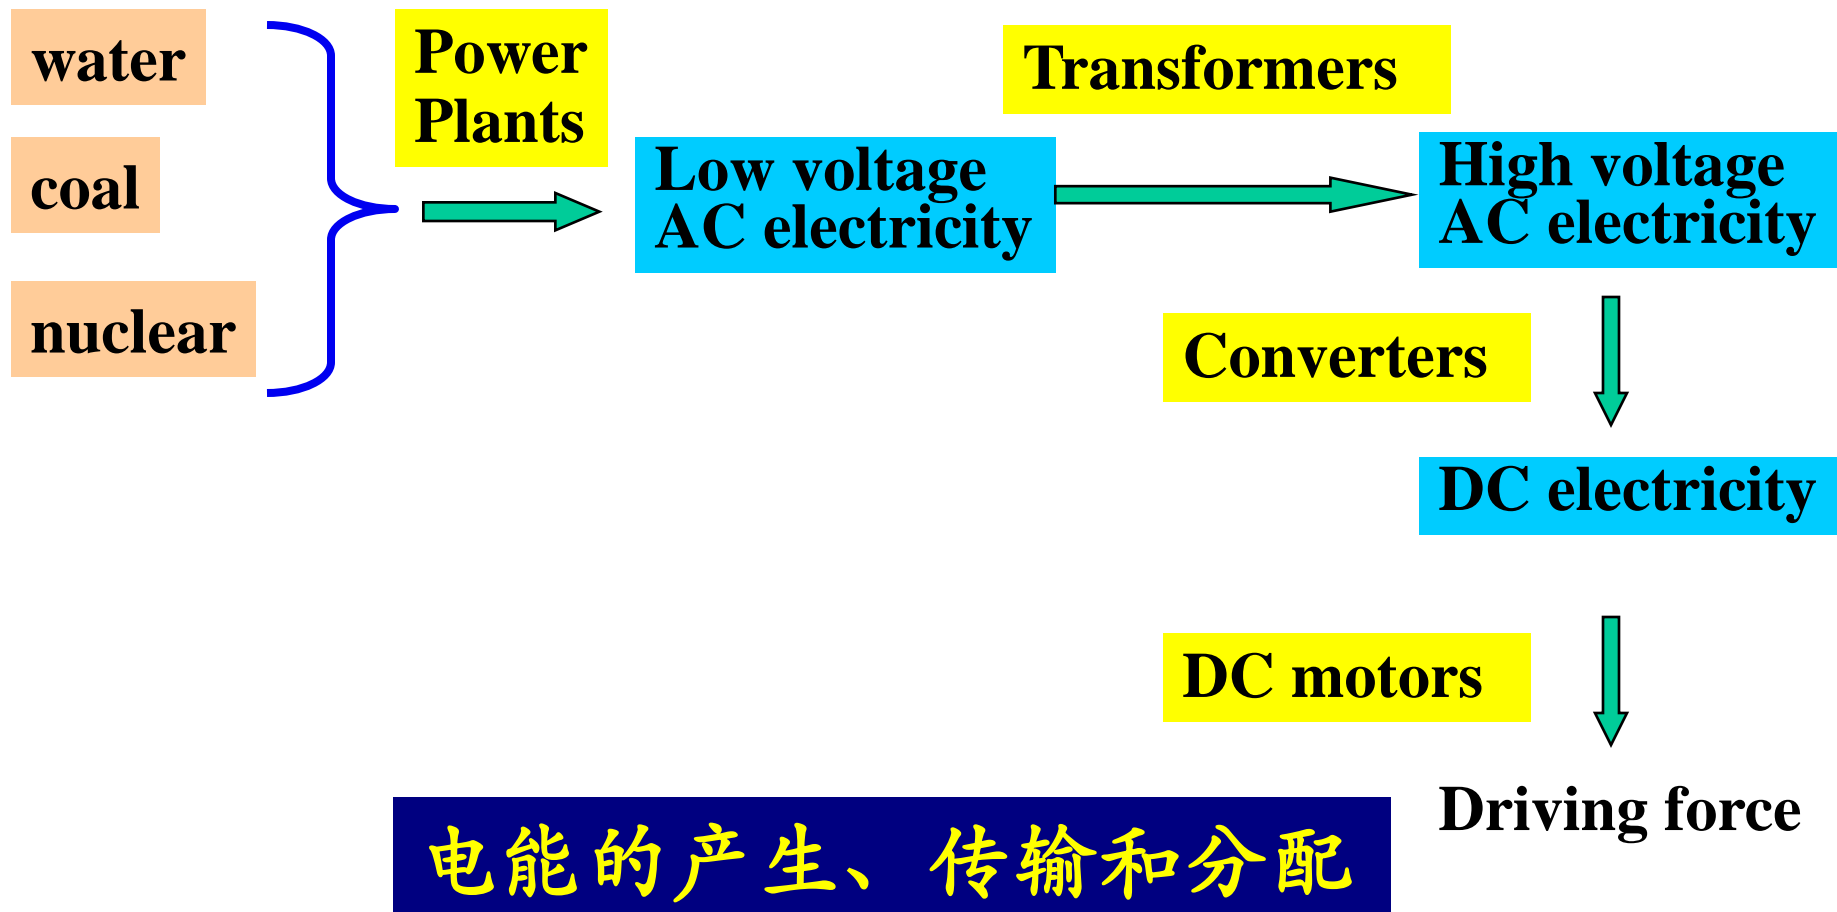 water
coal
nuclear
Power
Plants
Low voltage
AC electricity
Transformers
High voltage
AC electricity
Converters
DC electricity
DC motors
Driving force
电能的产生、传输和分配